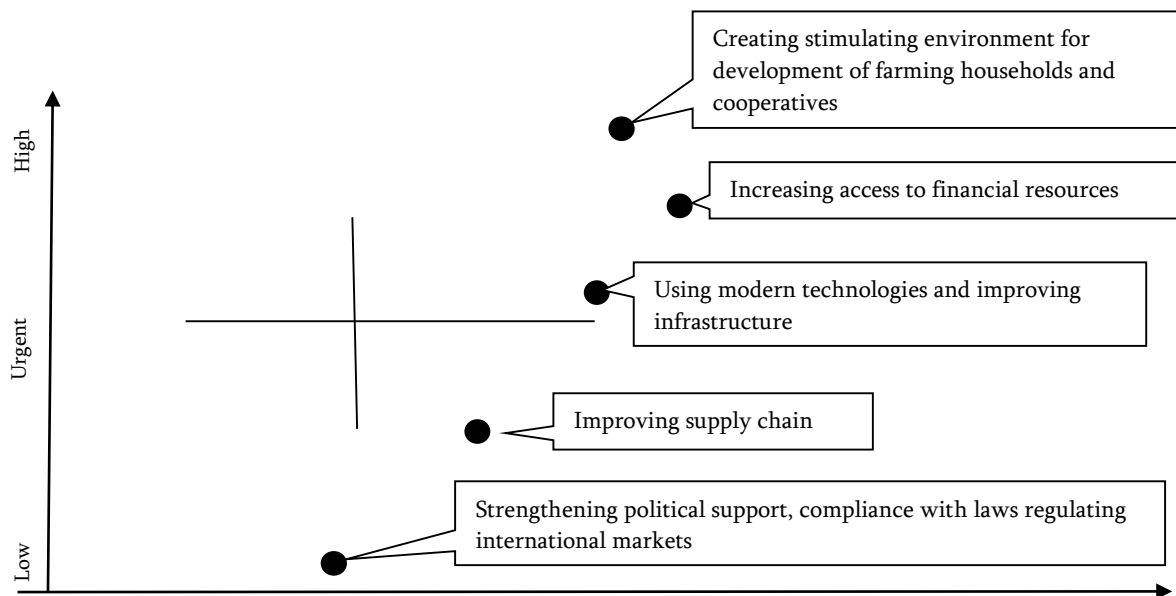 Creating stimulating environment for
development of farming households and
cooperatives
High
Increasing access to financial resources
Using modern technologies and improving
infrastructure
Urgent
Improving supply chain
Strengthening political support, compliance with laws regulating
international markets
Low